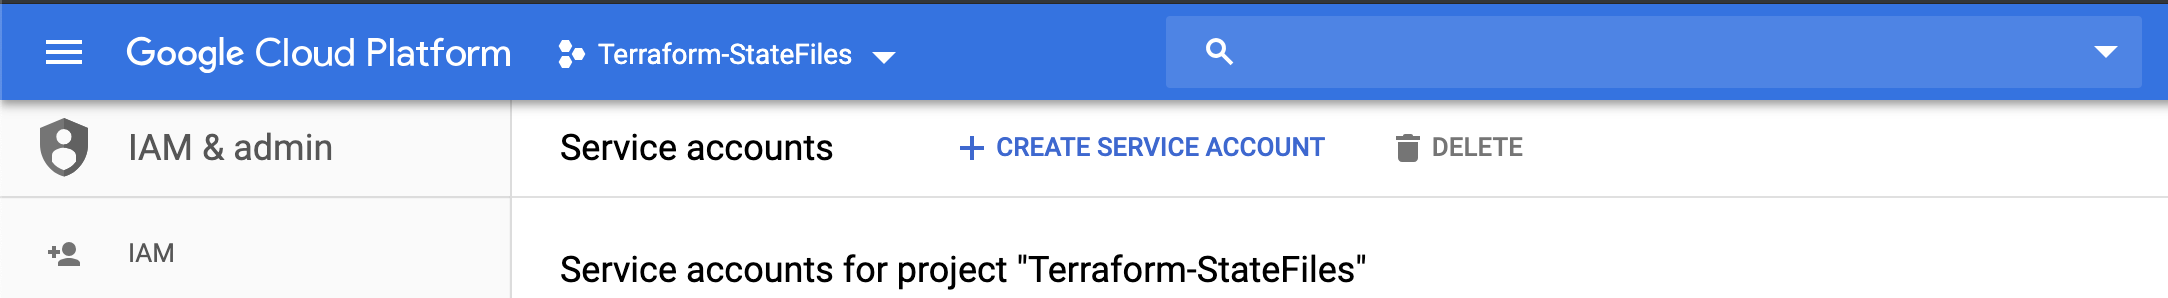 Google Cloud Platform
Terraform-StateFiles
IAM & admin
Service accounts
CREATE SERVICE ACCOUNT
DELETE
IAM
Service accounts for project "Terraform-StateFiles"